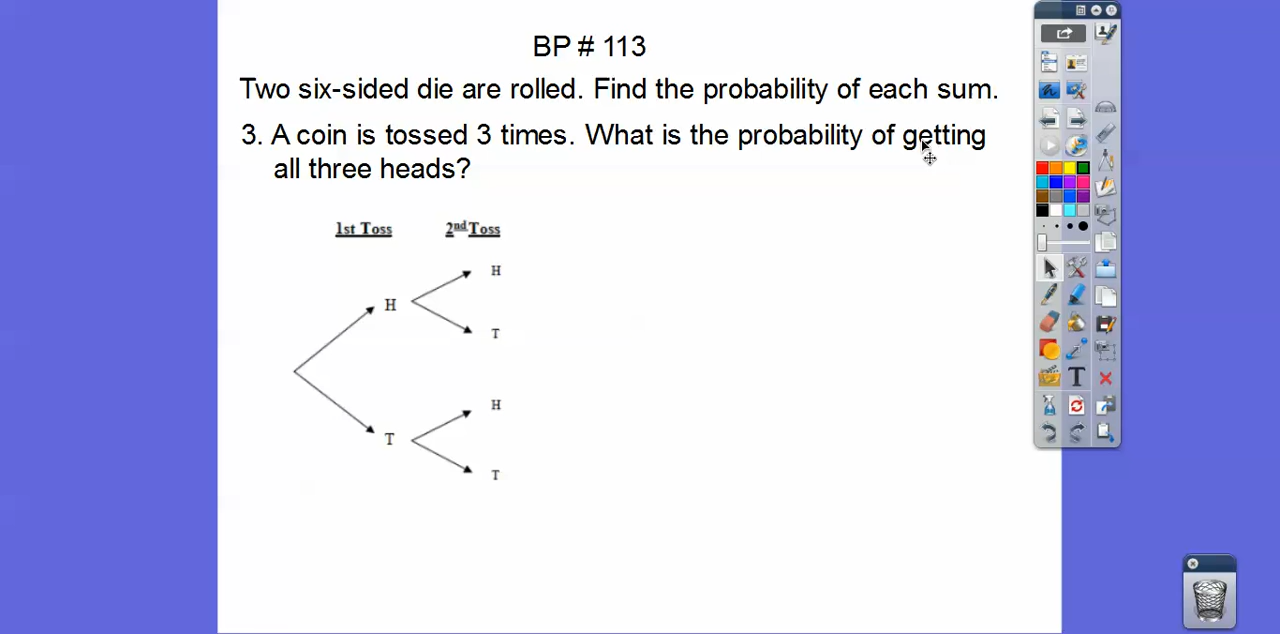 BP # 113
Two six-sided die are rolled. Find the probability of each sum.
3. A coin is tossed 3 times. What is the probability of getting
all three heads?
1st Toss 2nd Toss
H
H
T
H
T
T
T